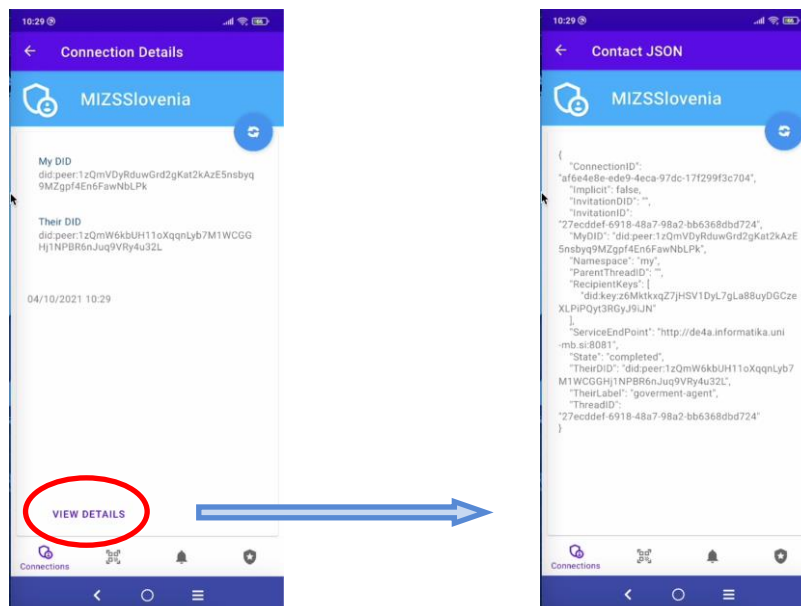 10:29
Connection Details
MIZSSlovenia
My DID
did:peer:1zQmVDyRduwGrd2gKat2kAzE5nsbyq
9MZgpf4En6FawNbLPk
Their DID
did:peer:1zQmW6kbUH11oXqqnLyb7M1WCGG
Hj1NPBR6nJuq9VRy4u32L
04/10/2021 10:29
VIEW DETAILS
Connections
10:29
Contact JSON
MIZSSlovenia
{
"ConnectionID":
"af6e4e8e-ede9-4eca-97dc-17f299f3c704",
"Implicit": false,
"InvitationDID": "",
"InvitationID":
"27ecddef-6918-48a7-98a2-bb6368dbd724",
"MyDID": "did:peer:1zQmVDyRduwGrd2gKat2kAzE
5nsbyq9MZgpf4En6FawNbLPk",
"Namespace": "my",
"ParentThreadID": "",
"RecipientKeys": [
"did:key:z6MktkxqZ7jHSV1DyL7gLa88uyDGCze
XLPiPQyt3RGyJ9iJN"
],
"ServiceEndPoint": "http://de4a.informatika.uni
-mb.si:8081",
"State": "completed",
"TheirDID": "did:peer:1zQmW6kbUH11oXqqnLyb7
M1WCGGHj1NPBR6nJuq9VRy4u32L",
"TheirLabel": "goverment-agent",
"ThreadID":
"27ecddef-6918-48a7-98a2-bb6368dbd724"
}
Connections